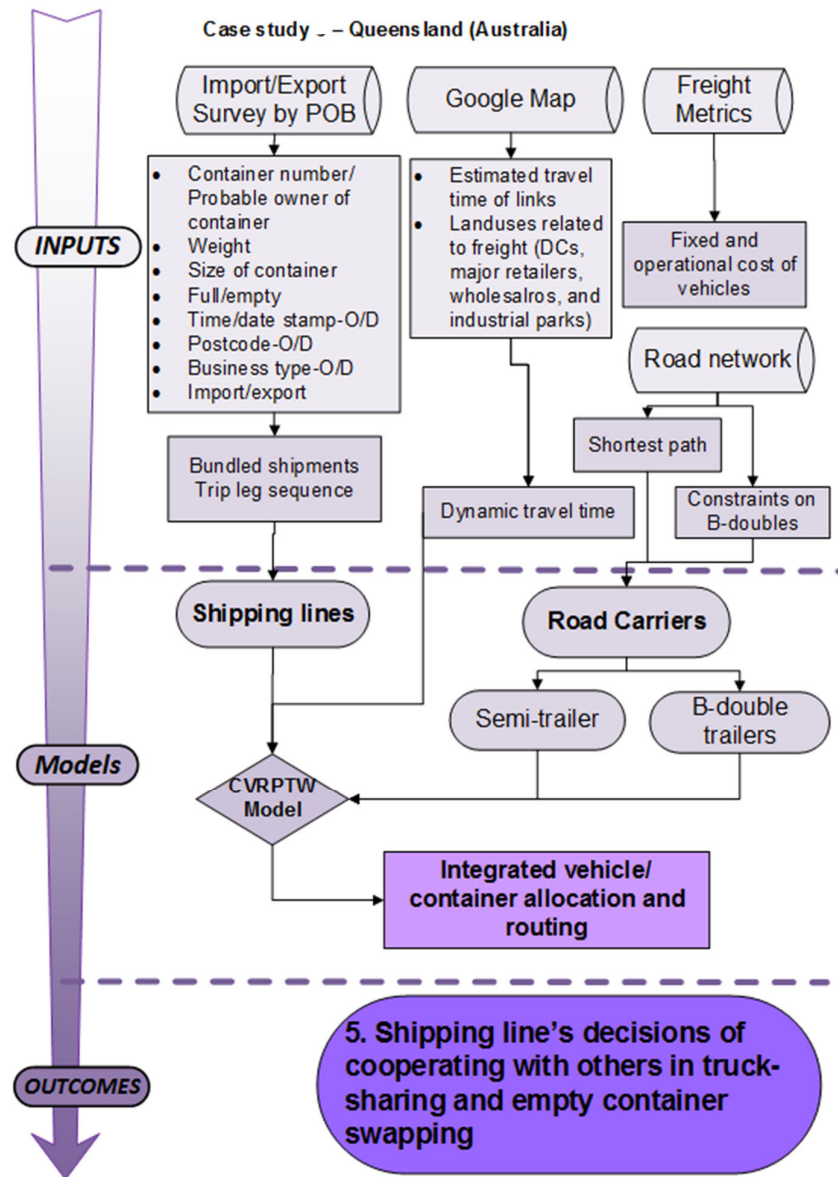 Case study - – Queensland (Australia)
Import/Export
Survey by POB
Google Map
Freight
Metrics
• Container number/
Probable owner of
container
• Weight
• Size of container
• Full/empty
• Time/date stamp-O/D
• Postcode-O/D
• Business type-O/D
• Import/export
• Estimated travel
time of links
• Landuses related
to freight (DCs,
major retailers,
wholesalros, and
industrial parks)
Fixed and
operational cost of
vehicles
INPUTS
Road network
Bundled shipments
Trip leg sequence
Shortest path
Dynamic travel time
Constraints on
B-doubles
Shipping lines
Road Carriers
Semi-trailer
B-double
trailers
Models
CVRPTW
Model
Integrated vehicle/
container allocation and
routing
5. Shipping line’s decisions of
cooperating with others in truck-
sharing and empty container
swapping
OUTCOMES